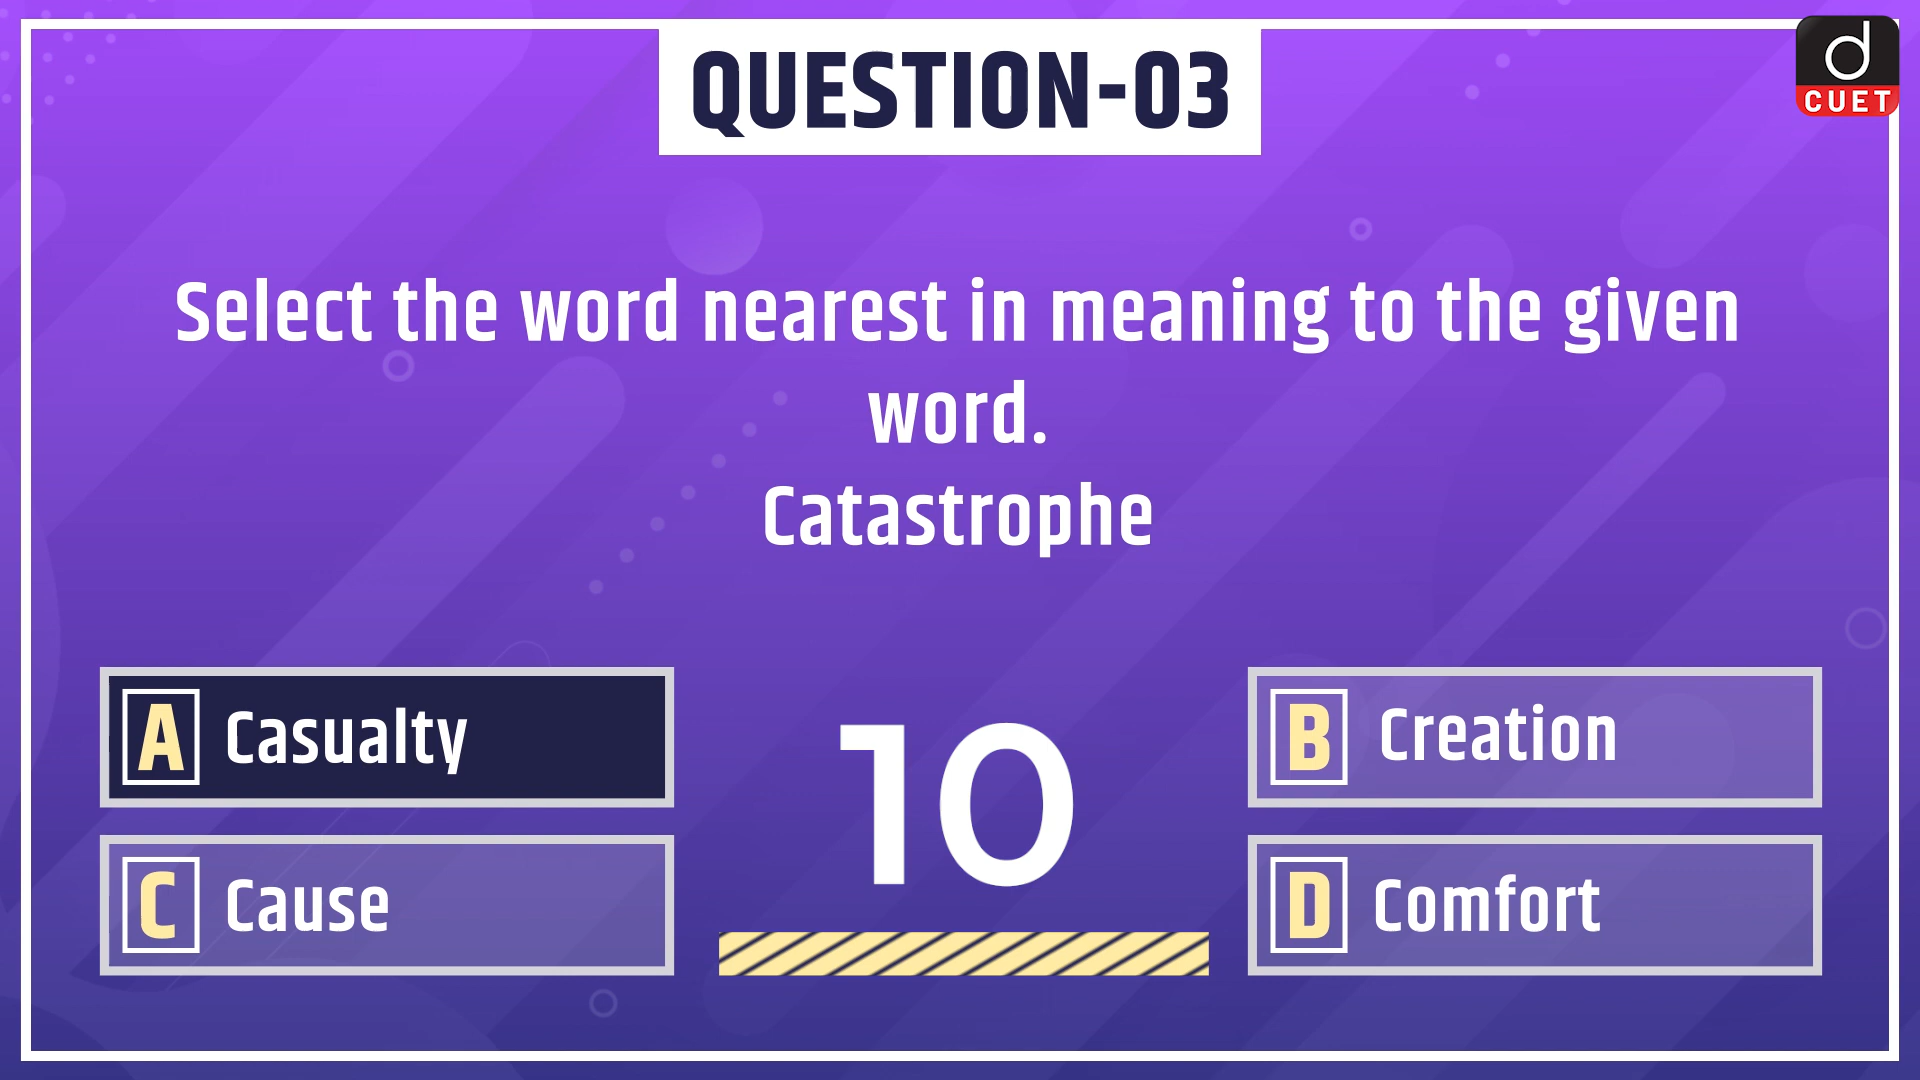 QUESTION-03
d
CUET
Select the word nearest in meaning to the given
word.
Catastrophe
A Casualty
B Creation
10
C Cause
D Comfort